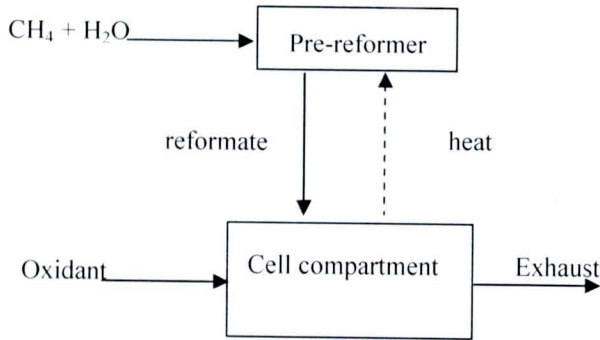 CH₄ + H₂O
Pre-reformer
reformate
heat
Oxidant
Cell compartment
Exhaust